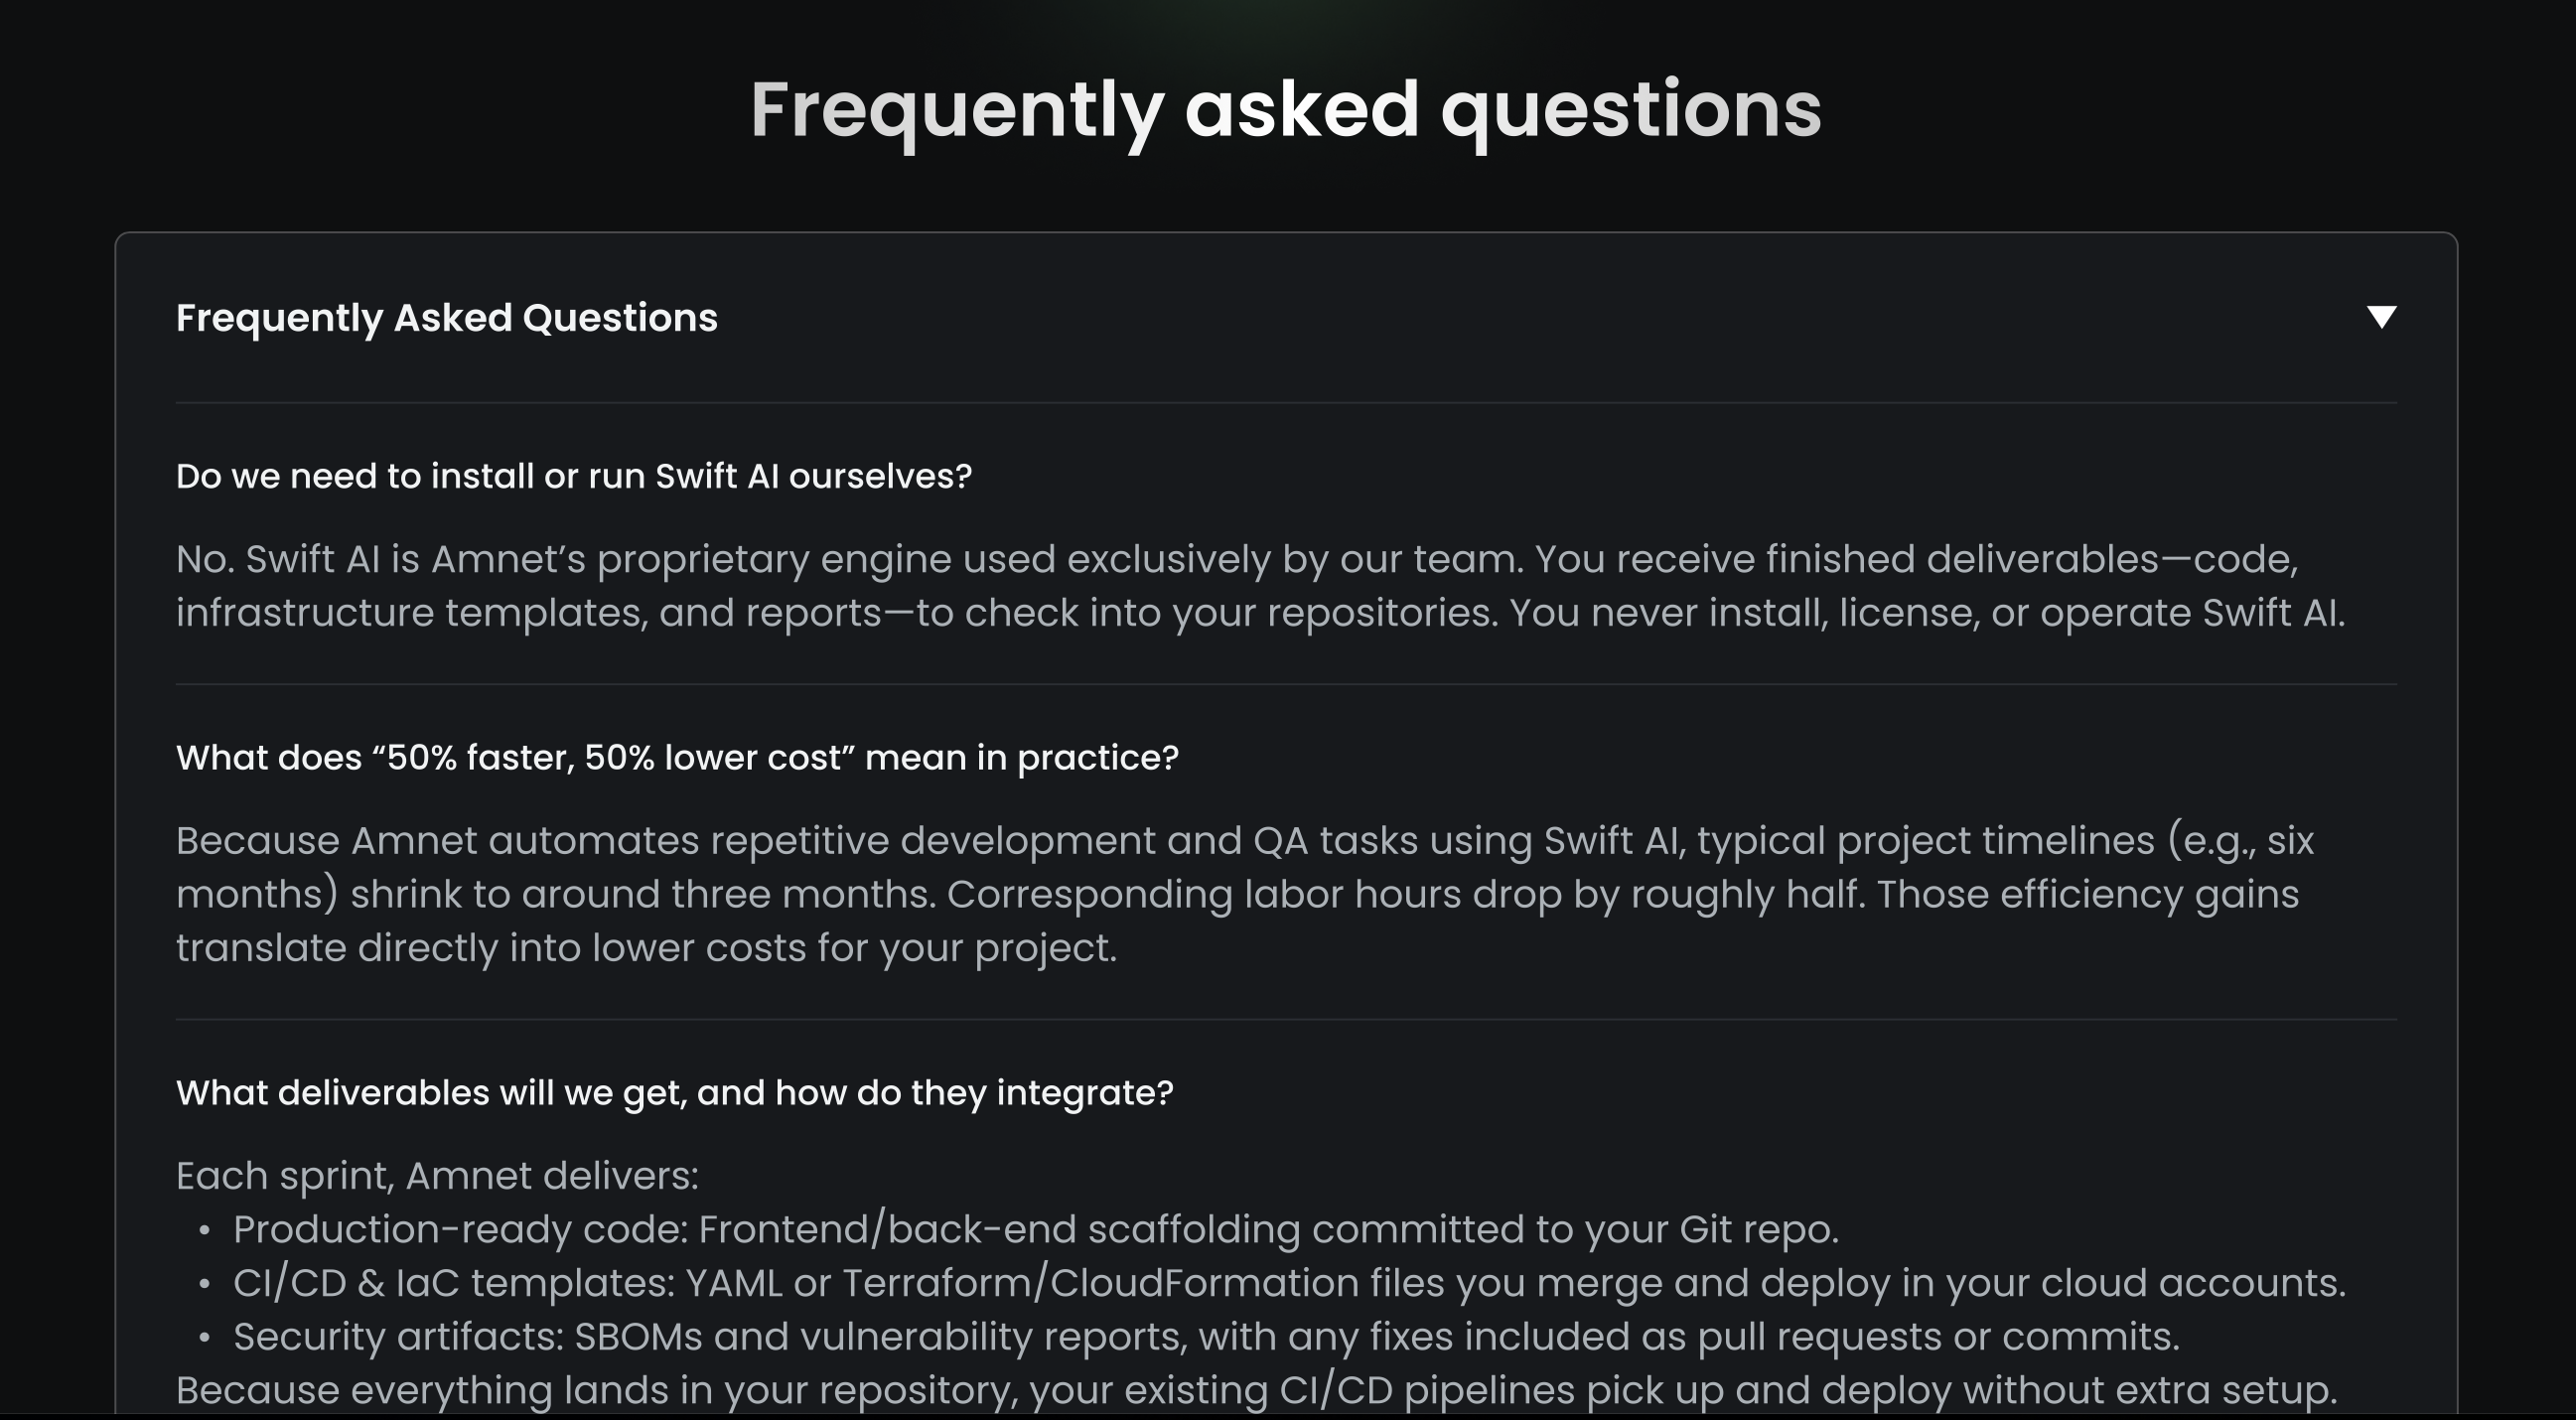 Frequently asked questions
Frequently Asked Questions
Do we need to install or run Swift AI ourselves?
No. Swift AI is Amnet’s proprietary engine used exclusively by our team. You receive finished deliverables—code,
infrastructure templates, and reports—to check into your repositories. You never install, license, or operate Swift AI.
What does “50% faster, 50% lower cost” mean in practice?
Because Amnet automates repetitive development and QA tasks using Swift AI, typical project timelines (e.g., six
months) shrink to around three months. Corresponding labor hours drop by roughly half. Those efficiency gains
translate directly into lower costs for your project.
What deliverables will we get, and how do they integrate?
Each sprint, Amnet delivers:
• Production-ready code: Frontend/back-end scaffolding committed to your Git repo.
• CI/CD & IaC templates: YAML or Terraform/CloudFormation files you merge and deploy in your cloud accounts.
• Security artifacts: SBOMs and vulnerability reports, with any fixes included as pull requests or commits.
Because everything lands in your repository, your existing CI/CD pipelines pick up and deploy without extra setup.